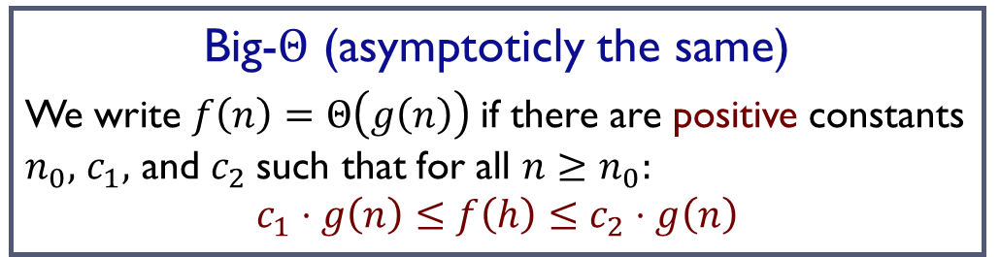 Big-Θ (asymptoticly the same)
We write f(n) = Θ(g(n)) if there are positive constants
n₀, c₁, and c₂ such that for all n ≥ n₀:
c₁ · g(n) ≤ f(h) ≤ c₂ · g(n)